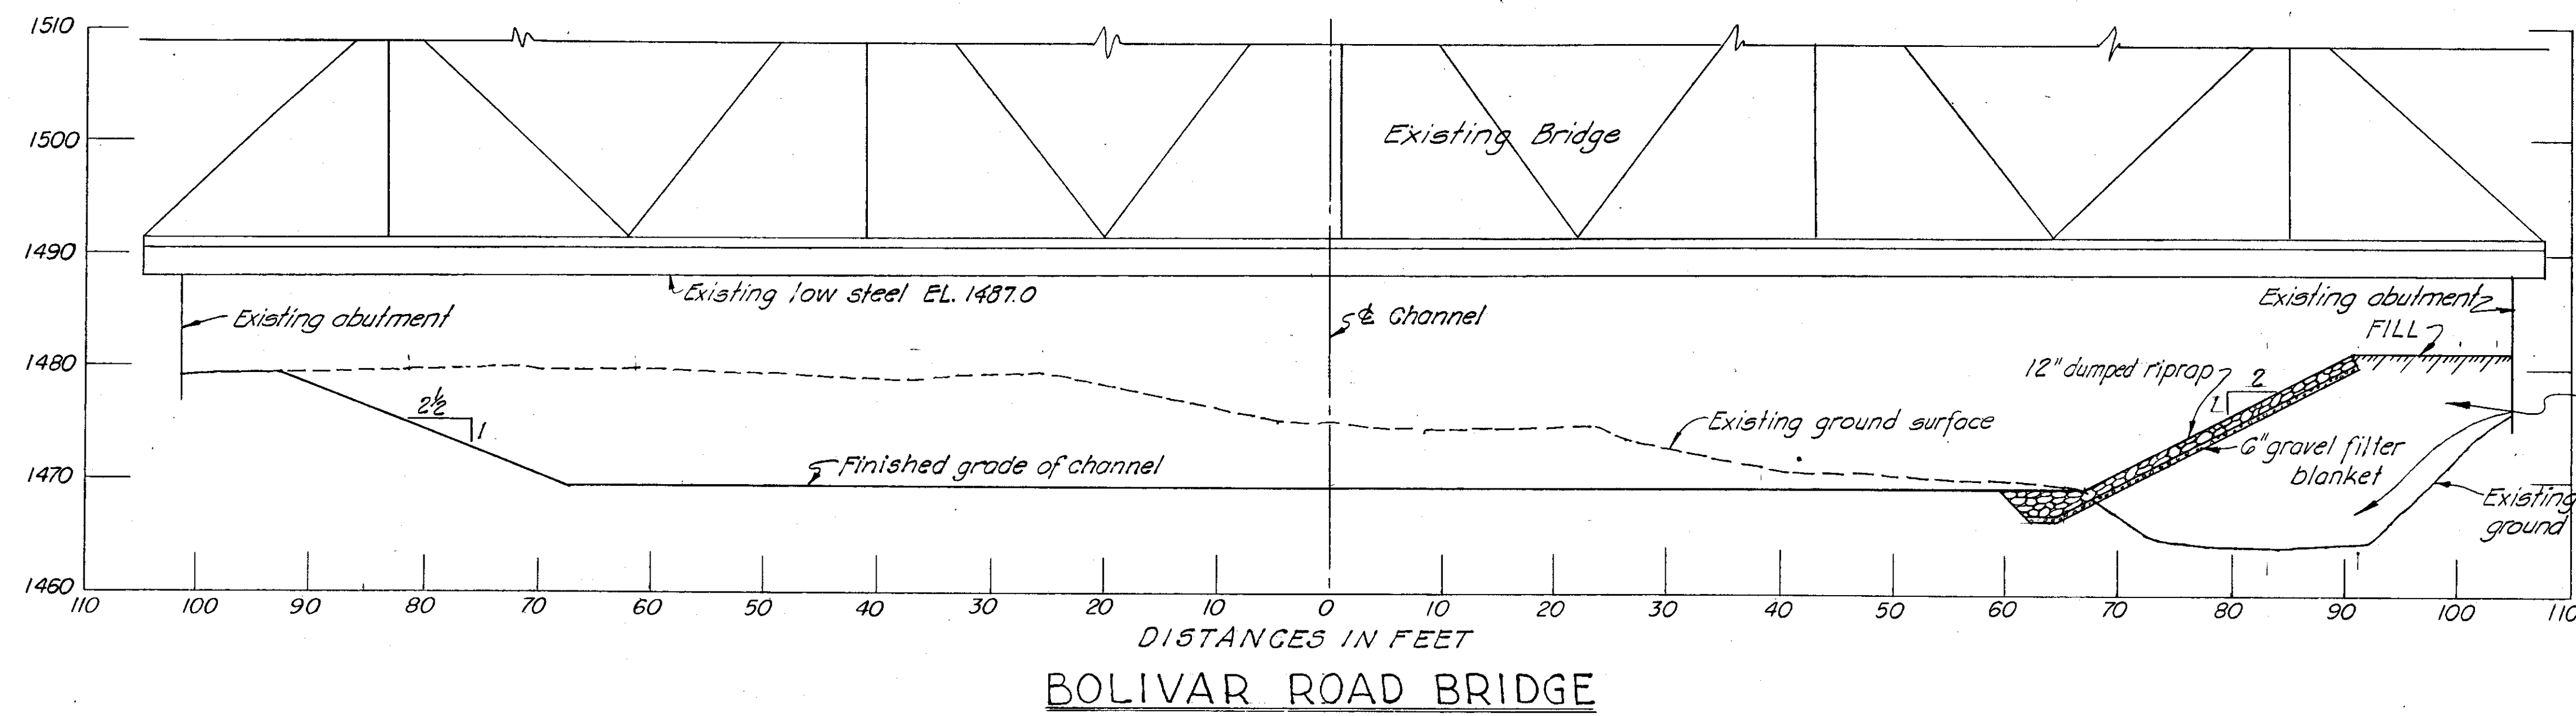 1510
1500
Existing Bridge
1490
Existing low steel EL. 1487.0
Existing abutment
Existing abutment
℄ Channel
FILL
1480
12" dumped riprap
2
1
2½
1
Existing ground surface
6" gravel filter
blanket
Finished grade of channel
1470
Existing
ground
1460
110 100 90 80 70 60 50 40 30 20 10 0 10 20 30 40 50 60 70 80 90 100 110
DISTANCES IN FEET
BOLIVAR ROAD BRIDGE